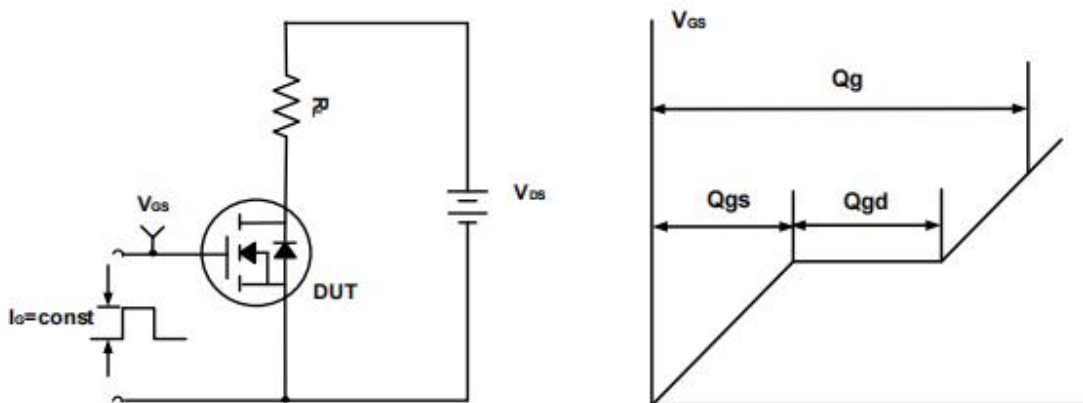 RL
VGS
VDS
DUT
IG=const
VGS
Qg
Qgs
Qgd